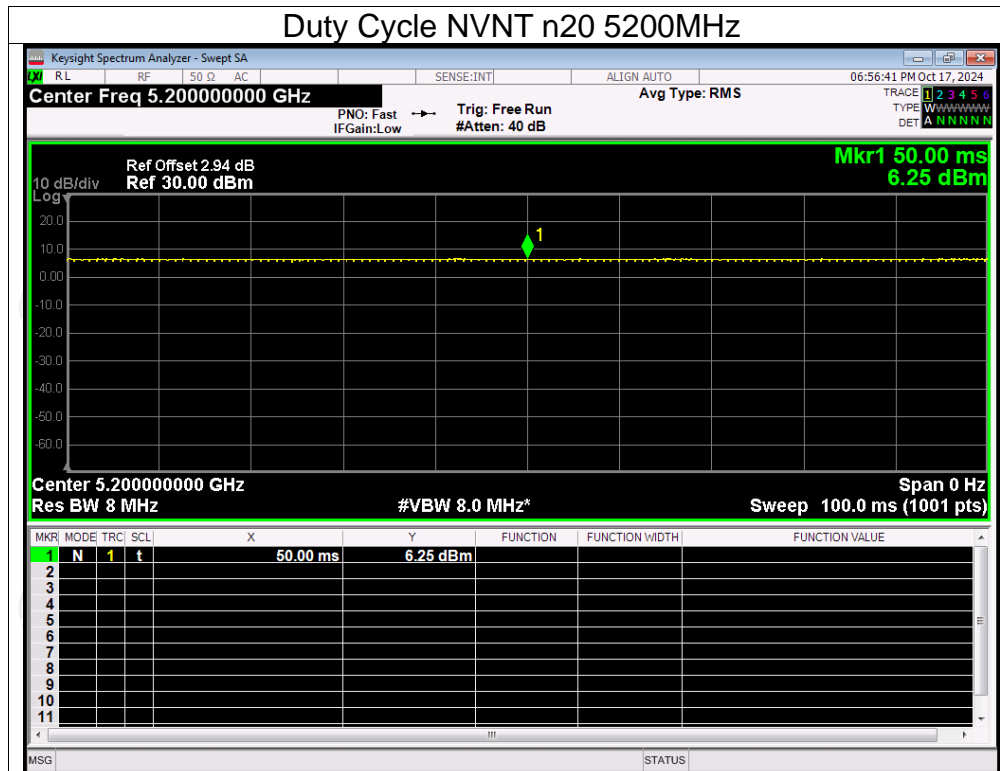 Duty Cycle NVNT n20 5200MHz
Keysight Spectrum Analyzer - Swept SA
LXI RL RF 50 Ω AC SENSE:INT ALIGN AUTO 06:56:41 PM Oct 17, 2024
Center Freq 5.200000000 GHz Avg Type: RMS TRACE 1 2 3 4 5 6
PNO: Fast Trig: Free Run TYPE WWWWWW
IFGain:Low #Atten: 40 dB DET A N N N N N
Mkr1 50.00 ms
Ref Offset 2.94 dB
10 dB/div Ref 30.00 dBm 6.25 dBm
Log
20.0
1
10.0
0.00
-10.0
-20.0
-30.0
-40.0
-50.0
-60.0
Center 5.200000000 GHz Span 0 Hz
Res BW 8 MHz #VBW 8.0 MHz* Sweep 100.0 ms (1001 pts)
MKR MODE TRC SCL X Y FUNCTION FUNCTION WIDTH FUNCTION VALUE
1 N 1 t 50.00 ms 6.25 dBm
2
3
4
5
6
7
8
9
10
11
MSG STATUS